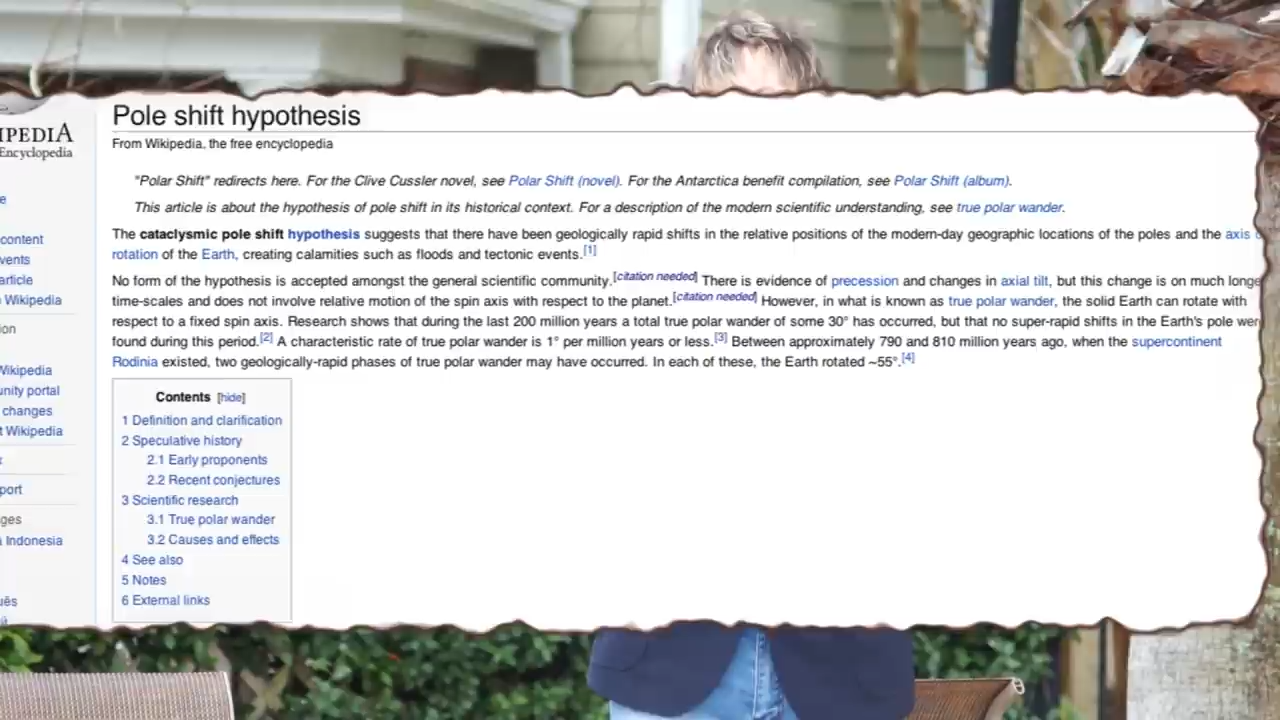 Pole shift hypothesis
IPEDIA
Encyclopedia
From Wikipedia, the free encyclopedia
"Polar Shift" redirects here. For the Clive Cussler novel, see Polar Shift (novel). For the Antarctica benefit compilation, see Polar Shift (album).
This article is about the hypothesis of pole shift in its historical context. For a description of the modern scientific understanding, see true polar wander.
The cataclysmic pole shift hypothesis suggests that there have been geologically rapid shifts in the relative positions of the modern-day geographic locations of the poles and the axis
rotation of the Earth, creating calamities such as floods and tectonic events.[1]
No form of the hypothesis is accepted amongst the general scientific community.[citation needed] There is evidence of precession and changes in axial tilt, but this change is on much longe
time-scales and does not involve relative motion of the spin axis with respect to the planet.[citation needed] However, in what is known as true polar wander, the solid Earth can rotate with
respect to a fixed spin axis. Research shows that during the last 200 million years a total true polar wander of some 30° has occurred, but that no super-rapid shifts in the Earth's pole wer
found during this period.[2] A characteristic rate of true polar wander is 1° per million years or less.[3] Between approximately 790 and 810 million years ago, when the supercontinent
Rodinia existed, two geologically-rapid phases of true polar wander may have occurred. In each of these, the Earth rotated ~55°.[4]
Contents [hide]
1 Definition and clarification
2 Speculative history
2.1 Early proponents
2.2 Recent conjectures
3 Scientific research
3.1 True polar wander
3.2 Causes and effects
4 See also
5 Notes
6 External links
e
content
vents
article
Wikipedia
on
Wikipedia
unity portal
changes
t Wikipedia
port
ges
Indonesia
uês